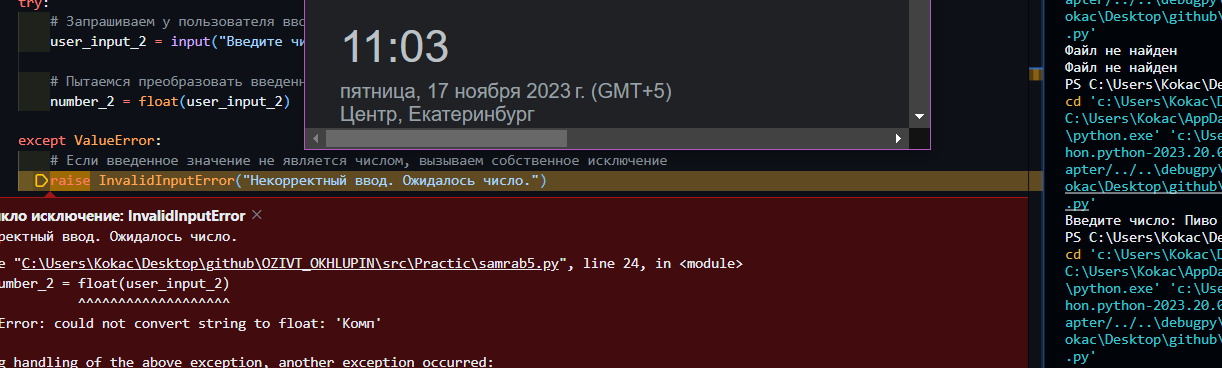 try:
# Запрашиваем у пользователя вво
user_input_2 = input("Введите чи
# Пытаемся преобразовать введенн
number_2 = float(user_input_2)
except ValueError:
# Если введенное значение не является числом, вызываем собственное исключение
raise InvalidInputError("Некорректный ввод. Ожидалось число.")
11:03
пятница, 17 ноября 2023 г. (GMT+5)
Центр, Екатеринбург
кло исключение: InvalidInputError
ректный ввод. Ожидалось число.
e "C:\Users\Kokac\Desktop\github\OZIVT_OKHLUPIN\src\Practic\samrab5.py", line 24, in <module>
umber_2 = float(user_input_2)
^^^^^^^^^^^^^^^^^^^
Error: could not convert string to float: 'Комп'
g handling of the above exception, another exception occurred:
apter/../..\debugpy
okac\Desktop\github\
.py'
Файл не найден
Файл не найден
PS C:\Users\Kokac\De
cd 'c:\Users\Kokac\D
C:\Users\Kokac\AppDa
\python.exe' 'c:\Use
hon.python-2023.20.0
apter/../..\debugpy
okac\Desktop\github\
.py'
Введите число: Пиво
PS C:\Users\Kokac\De
cd 'c:\Users\Kokac\D
C:\Users\Kokac\AppDa
\python.exe' 'c:\Use
hon.python-2023.20.0
apter/../..\debugpy
okac\Desktop\github\
.py'